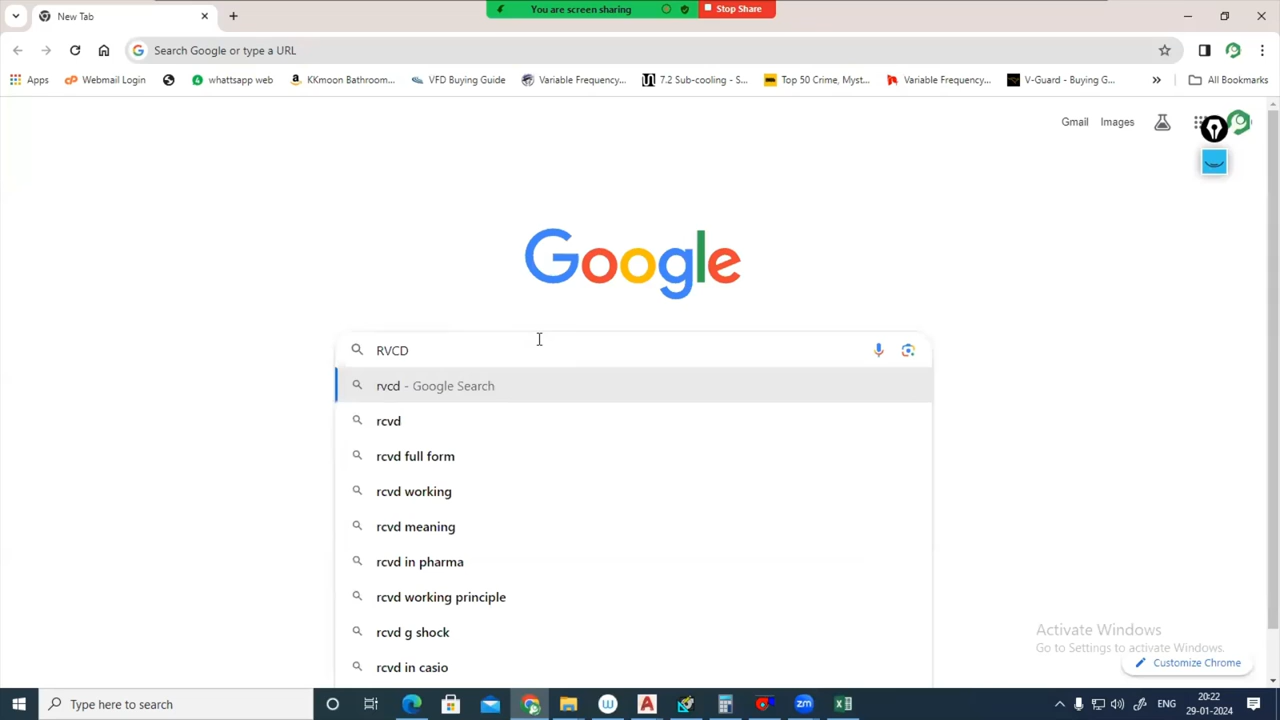 New Tab
You are screen sharing
Stop Share
Search Google or type a URL
Apps
Webmail Login
whattsapp web
KKmoon Bathroom...
VFD Buying Guide
Variable Frequency...
7.2 Sub-cooling - S...
Top 50 Crime, Myst...
Variable Frequency...
V-Guard - Buying G...
All Bookmarks
Gmail
Images
Google
RVCD
rvcd - Google Search
rcvd
rcvd full form
rcvd working
rcvd meaning
rcvd in pharma
rcvd working principle
rcvd g shock
rcvd in casio
Activate Windows
Go to Settings to activate Windows.
Customize Chrome
Type here to search
ENG
20:22
29-01-2024